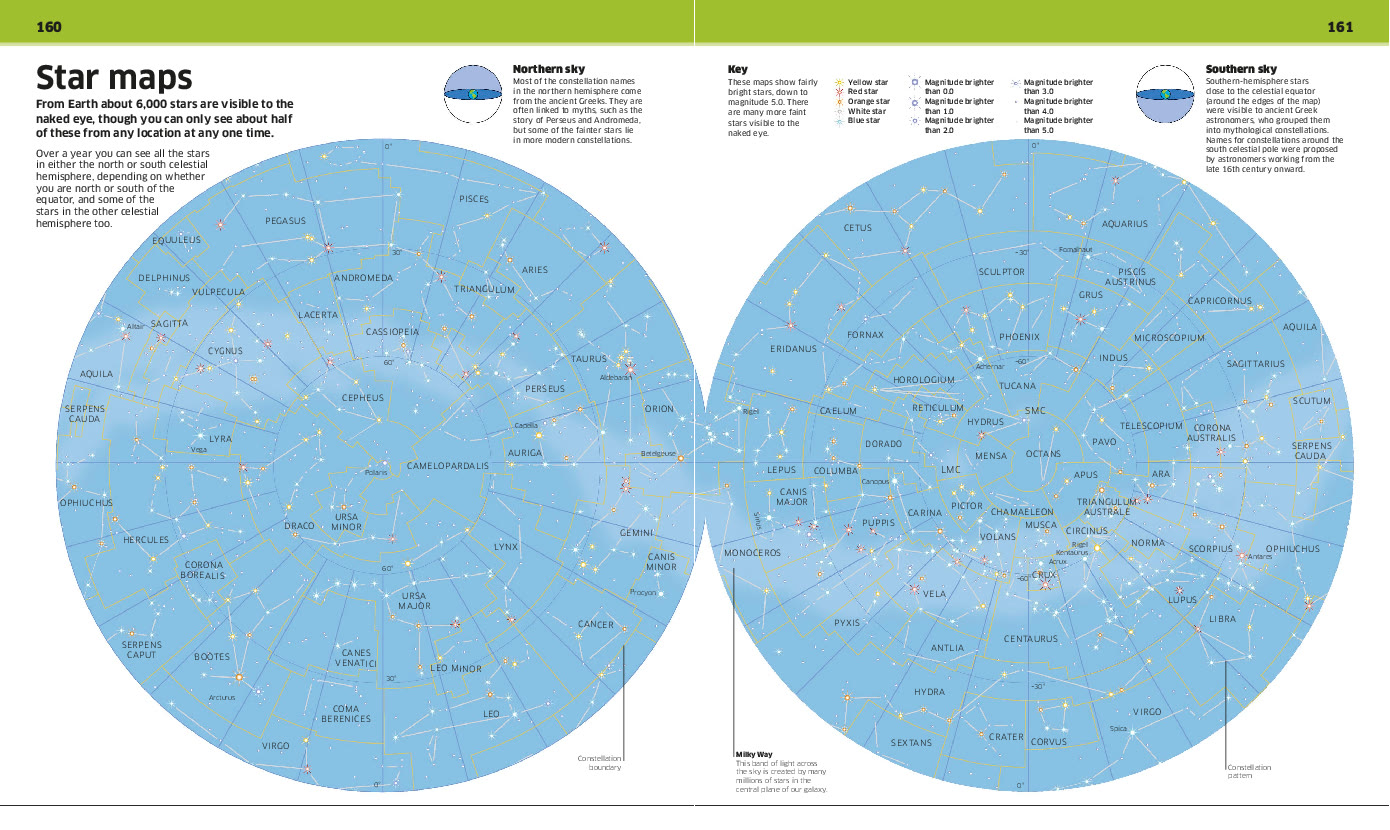 160
161
Star maps
From Earth about 6,000 stars are visible to the
naked eye, though you can only see about half
of these from any location at any one time.
Over a year you can see all the stars
in either the north or south celestial
hemisphere, depending on whether
you are north or south of the
equator, and some of the
stars in the other celestial
hemisphere too.
Northern sky
Most of the constellation names
in the northern hemisphere come
from the ancient Greeks. They are
often linked to myths, such as the
story of Perseus and Andromeda,
but some of the fainter stars lie
in more modern constellations.
Key
These maps show fairly
bright stars, down to
magnitude 5.0. There
are many more faint
stars visible to the
naked eye.
Yellow star
Red star
Orange star
White star
Blue star
Magnitude brighter
than 0.0
Magnitude brighter
than 1.0
Magnitude brighter
than 2.0
Magnitude brighter
than 3.0
Magnitude brighter
than 4.0
Magnitude brighter
than 5.0
Southern sky
Southern-hemisphere stars
close to the celestial equator
(around the edges of the map)
were visible to ancient Greek
astronomers, who grouped them
into mythological constellations.
Names for constellations around the
south celestial pole were proposed
by astronomers working from the
late 16th century onward.
0°
PISCES
PEGASUS
EQUULEUS
30°
ARIES
DELPHINUS
ANDROMEDA
VULPECULA
TRIANGULUM
LACERTA
Altair
SAGITTA
CASSIOPEIA
CYGNUS
60°
TAURUS
AQUILA
Aldebaran
PERSEUS
CEPHEUS
SERPENS
CAUDA
ORION
Capella
LYRA
Vega
AURIGA
Betelgeuse
CAMELOPARDALIS
Polaris
OPHIUCHUS
URSA
MINOR
DRACO
GEMINI
HERCULES
LYNX
CANIS
MINOR
CORONA
BOREALIS
60°
Procyon
URSA
MAJOR
CANCER
SERPENS
CAPUT
BOÖTES
CANES
VENATICI
LEO MINOR
30°
Arcturus
COMA
BERENICES
LEO
VIRGO
0°
Constellation
boundary
0°
CETUS
AQUARIUS
-30°
Fomalhaut
SCULPTOR
PISCIS
AUSTRINUS
GRUS
CAPRICORNUS
FORNAX
PHOENIX
MICROSCOPIUM
AQUILA
ERIDANUS
-60°
Achernar
INDUS
SAGITTARIUS
HOROLOGIUM
TUCANA
SCUTUM
Rigel
CAELUM
RETICULUM
SMC
HYDRUS
TELESCOPIUM
CORONA
AUSTRALIS
DORADO
PAVO
SERPENS
CAUDA
MENSA
OCTANS
LEPUS
COLUMBA
LMC
APUS
ARA
Canopus
CANIS
MAJOR
PICTOR
TRIANGULUM
AUSTRALE
CARINA
CHAMAELEON
Sirius
PUPPIS
MUSCA
CIRCINUS
VOLANS
NORMA
Rigel
Kentaurus
MONOCEROS
SCORPIUS
OPHIUCHUS
Antares
Acrux
-60°
CRUX
VELA
LUPUS
PYXIS
LIBRA
CENTAURUS
ANTLIA
-30°
HYDRA
VIRGO
Spica
SEXTANS
CRATER
CORVUS
0°
Milky Way
This band of light across
the sky is created by many
millions of stars in the
central plane of our galaxy.
Constellation
pattern